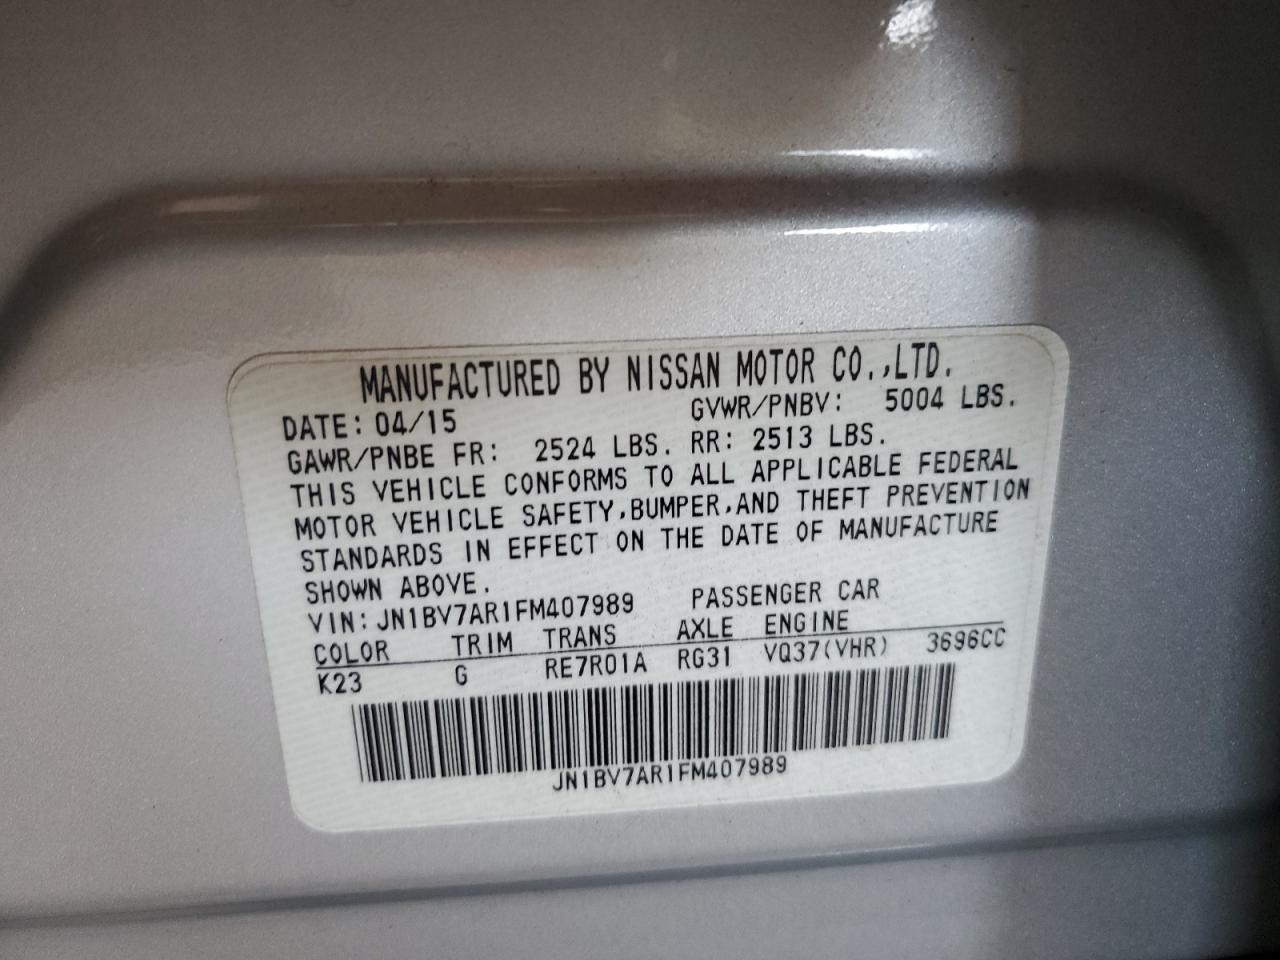 MANUFACTURED BY NISSAN MOTOR CO.,LTD.
DATE: 04/15 GVWR/PNBV: 5004 LBS.
GAWR/PNBE FR: 2524 LBS. RR: 2513 LBS.
THIS VEHICLE CONFORMS TO ALL APPLICABLE FEDERAL
MOTOR VEHICLE SAFETY,BUMPER,AND THEFT PREVENTION
STANDARDS IN EFFECT ON THE DATE OF MANUFACTURE
SHOWN ABOVE.
VIN: JN1BV7AR1FM407989 PASSENGER CAR
COLOR TRIM TRANS AXLE ENGINE
K23 G RE7R01A RG31 VQ37(VHR) 3696CC
JN1BV7AR1FM407989